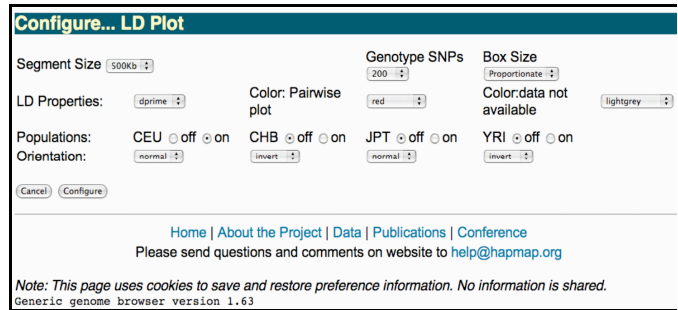 Configure... LD Plot
Segment Size 500Kb Genotype SNPs 200 Box Size Proportionate
LD Properties: dprime Color: Pairwise plot red Color:data not available lightgrey
Populations: CEU off on CHB off on JPT off on YRI off on
Orientation: normal invert normal invert
Cancel Configure
Home | About the Project | Data | Publications | Conference
Please send questions and comments on website to help@hapmap.org
Note: This page uses cookies to save and restore preference information. No information is shared.
Generic genome browser version 1.63